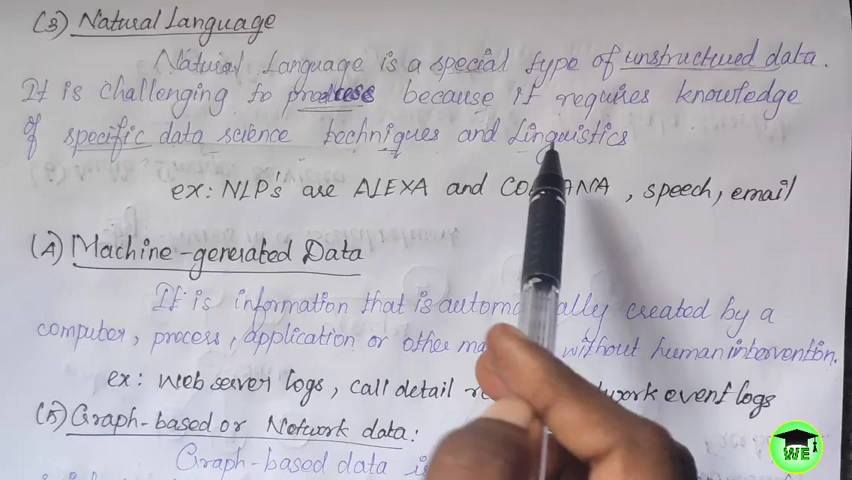 (3) Natural Language
Natural Language is a special type of unstructured data.
It is challenging to process because it requires knowledge
of specific data science techniques and Linguistics
ex: NLP's are ALEXA and CO ANA , speech, email
(4) Machine-generated Data
It is information that is automatically created by a
computer, process, application or other ma without human intervention.
ex: web server logs, call detail re work event logs
(5) Graph-based or Network data:
Graph-based data is
WE